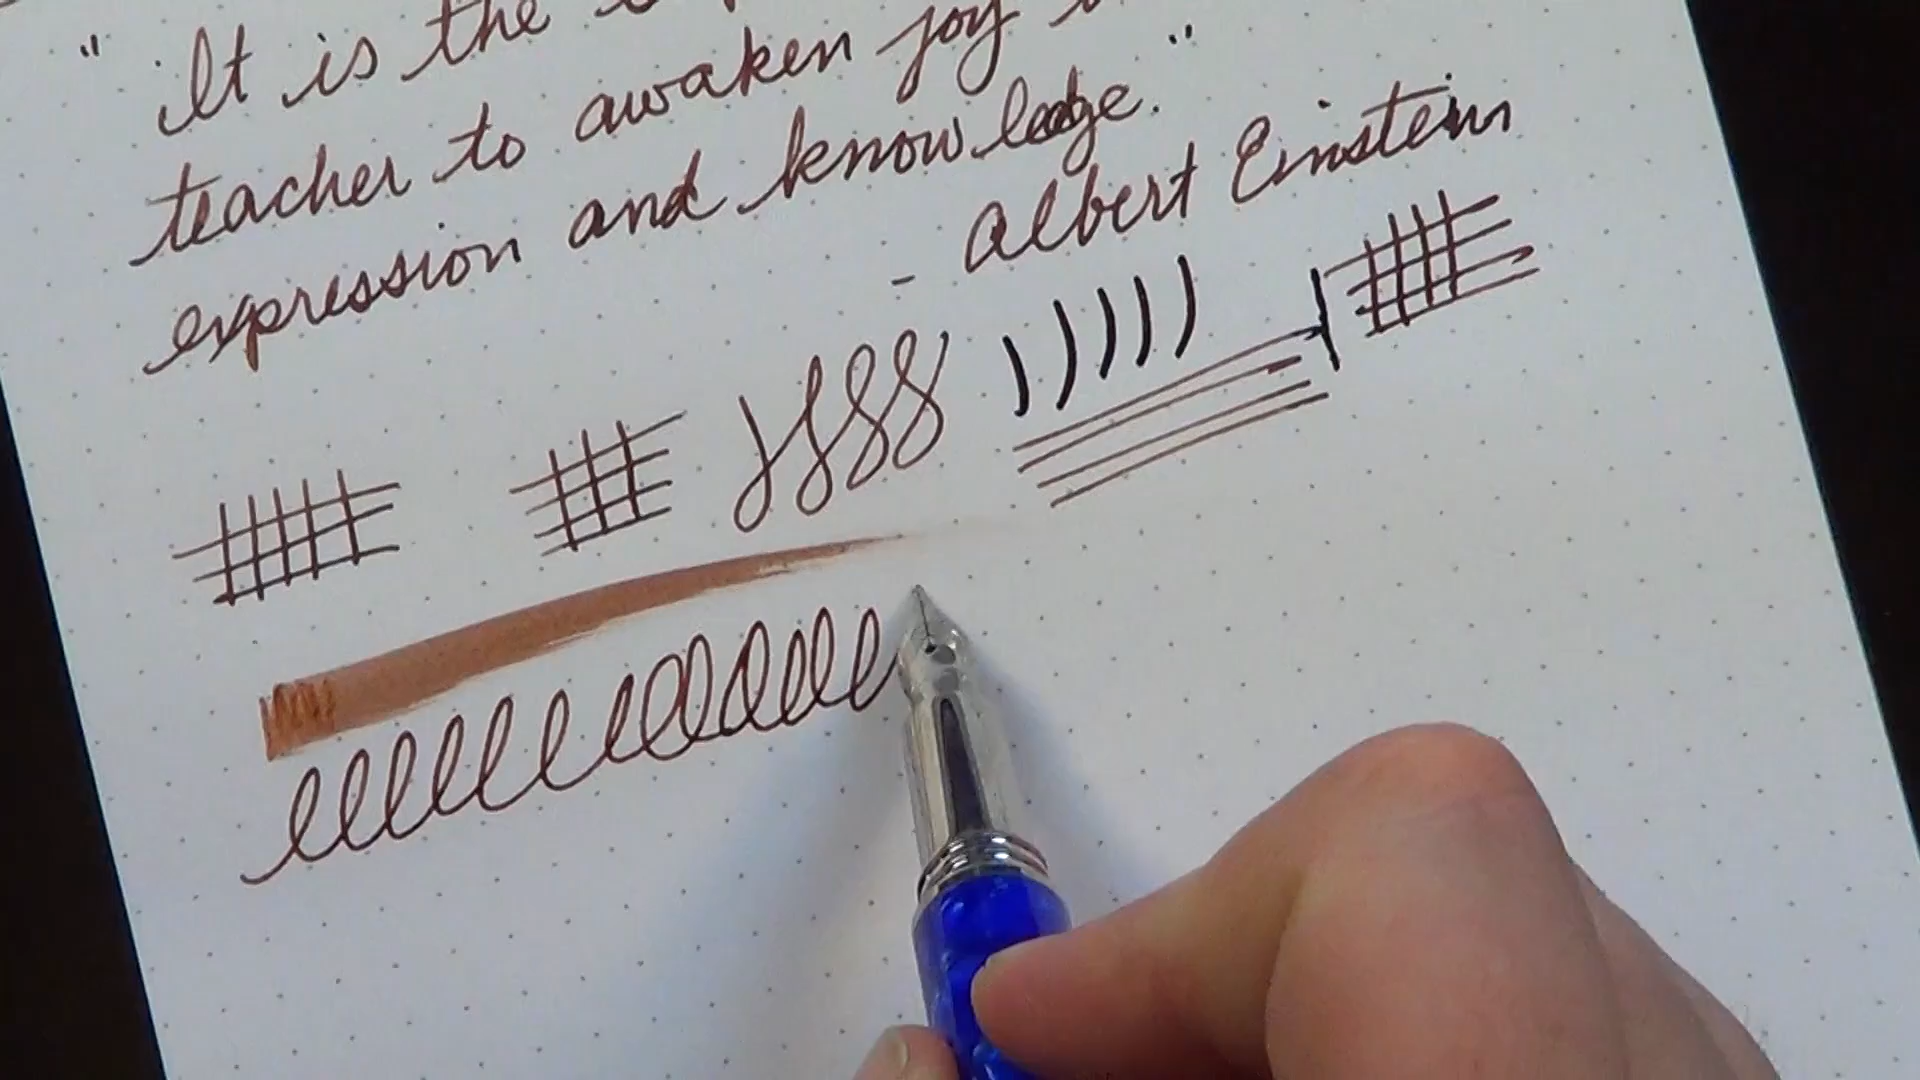 " It is the
teacher to awaken joy
expression and knowledge."
- Albert Einstein